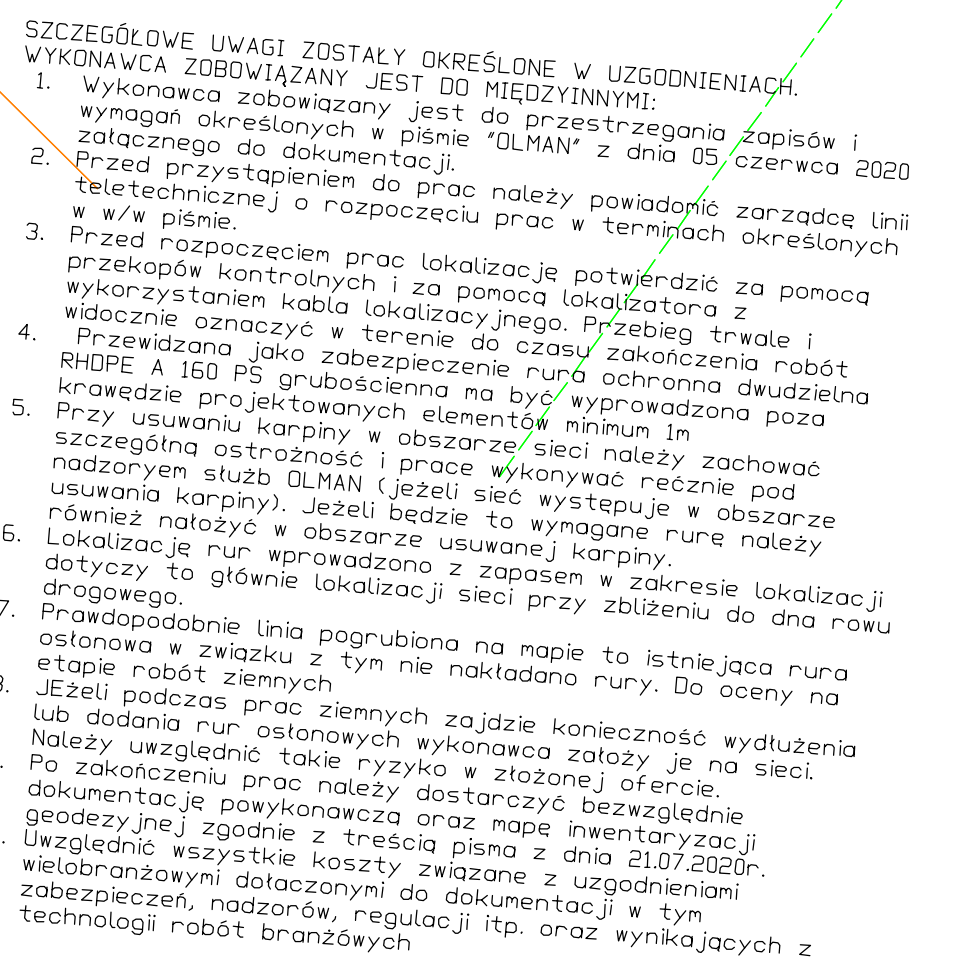 SZCZEGÓŁOWE UWAGI ZOSTAŁY OKREŚLONE W UZGODNIENIACH.
WYKONAWCA ZOBOWIĄZANY JEST DO MIĘDZYINNYMI:
1. Wykonawca zobowiązany jest do przestrzegania zapisów i
wymagań określonych w piśmie "OLMAN" z dnia 05 czerwca 2020
załącznego do dokumentacji.
2. Przed przystąpieniem do prac należy powiadomić zarządcę linii
teletechnicznej o rozpoczęciu prac w terminach określonych
w w/w piśmie.
3. Przed rozpoczęciem prac lokalizację potwierdzić za pomocą
przekopów kontrolnych i za pomocą lokalizatora z
wykorzystaniem kabla lokalizacyjnego. Przebieg trwale i
widocznie oznaczyć w terenie do czasu zakończenia robót
4. Przewidzana jako zabezpieczenie rura ochronna dwudzielna
RHDPE A 160 PS grubościenna ma być wyprowadzona poza
krawędzie projektowanych elementów minimum 1m
5. Przy usuwaniu karpiny w obszarze sieci należy zachować
szczegółną ostrożność i prace wykonywać rećznie pod
nadzoryem służb OLMAN (jeżeli sieć występuje w obszarze
usuwania karpiny). Jeżeli będzie to wymagane rurę należy
również nałożyć w obszarze usuwanej karpiny.
6. Lokalizację rur wprowadzono z zapasem w zakresie lokalizacji
dotyczy to głównie lokalizacji sieci przy zbliżeniu do dna rowu
drogowego.
7. Prawdopodobnie linia pogrubiona na mapie to istniejąca rura
osłonowa w związku z tym nie nakładano rury. Do oceny na
etapie robót ziemnych
8. JEżeli podczas prac ziemnych zajdzie konieczność wydłużenia
lub dodania rur osłonowych wykonawca założy je na sieci.
Należy uwzględnić takie ryzyko w złożonej ofercie.
. Po zakończeniu prac należy dostarczyć bezwzględnie
dokumentację powykonawczą oraz mapę inwentaryzacji
geodezyjnej zgodnie z treścią pisma z dnia 21.07.2020r.
. Uwzględnić wszystkie koszty związane z uzgodnieniami
wielobranżowymi dołaczonymi do dokumentacji w tym
zabezpieczeń, nadzorów, regulacji itp. oraz wynikających z
technologii robót branżówych